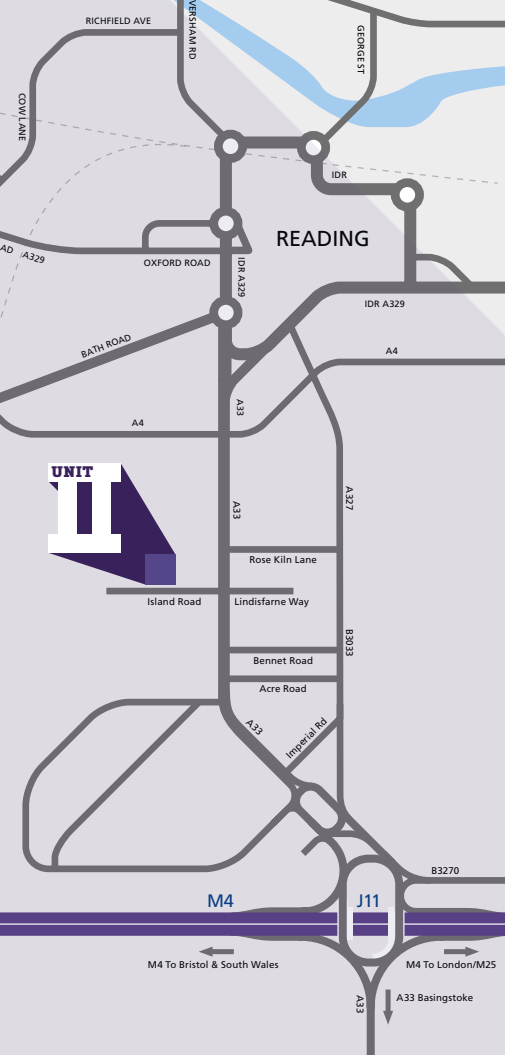 RICHFIELD AVE
VERSHAM RD
GEORGE ST
COW LANE
IDR
READING
AD A329
OXFORD ROAD
IDR A329
IDR A329
BATH ROAD
A4
A33
A4
UNIT
II
A33
A327
Rose Kiln Lane
Island Road
Lindisfarne Way
B3033
Bennet Road
Acre Road
A33
Imperial Rd
B3270
M4
J11
M4 To Bristol & South Wales
M4 To London/M25
A33
A33 Basingstoke